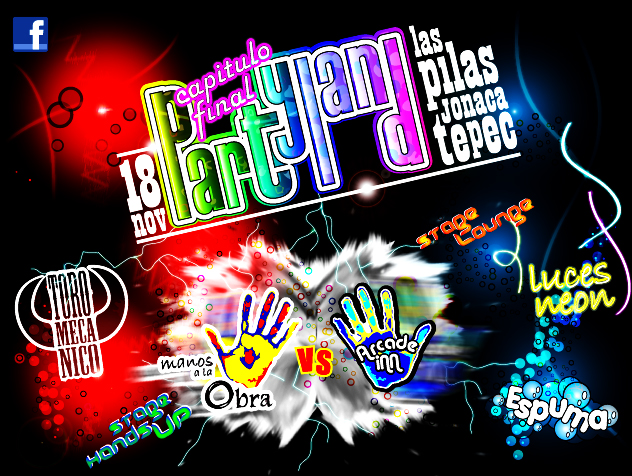 f
capitulo
final
Partyland
las
pilas
Jonaca
tepec
18
nov
stage
Lounge
luces
neon
TORO
MECA
NICO
manos
a la
Obra
vs
Arcade
inn
stage
Hands UP
Espuma